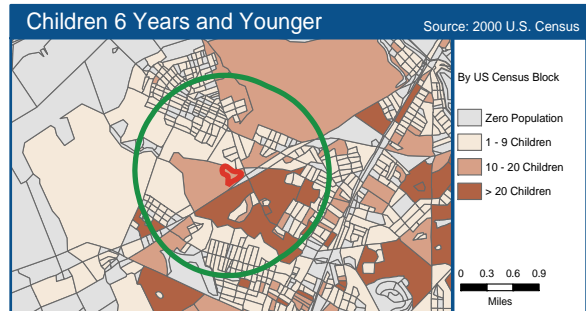 Children 6 Years and Younger
Source: 2000 U.S. Census
By US Census Block
Zero Population
1 - 9 Children
10 - 20 Children
> 20 Children
0 0.3 0.6 0.9
Miles